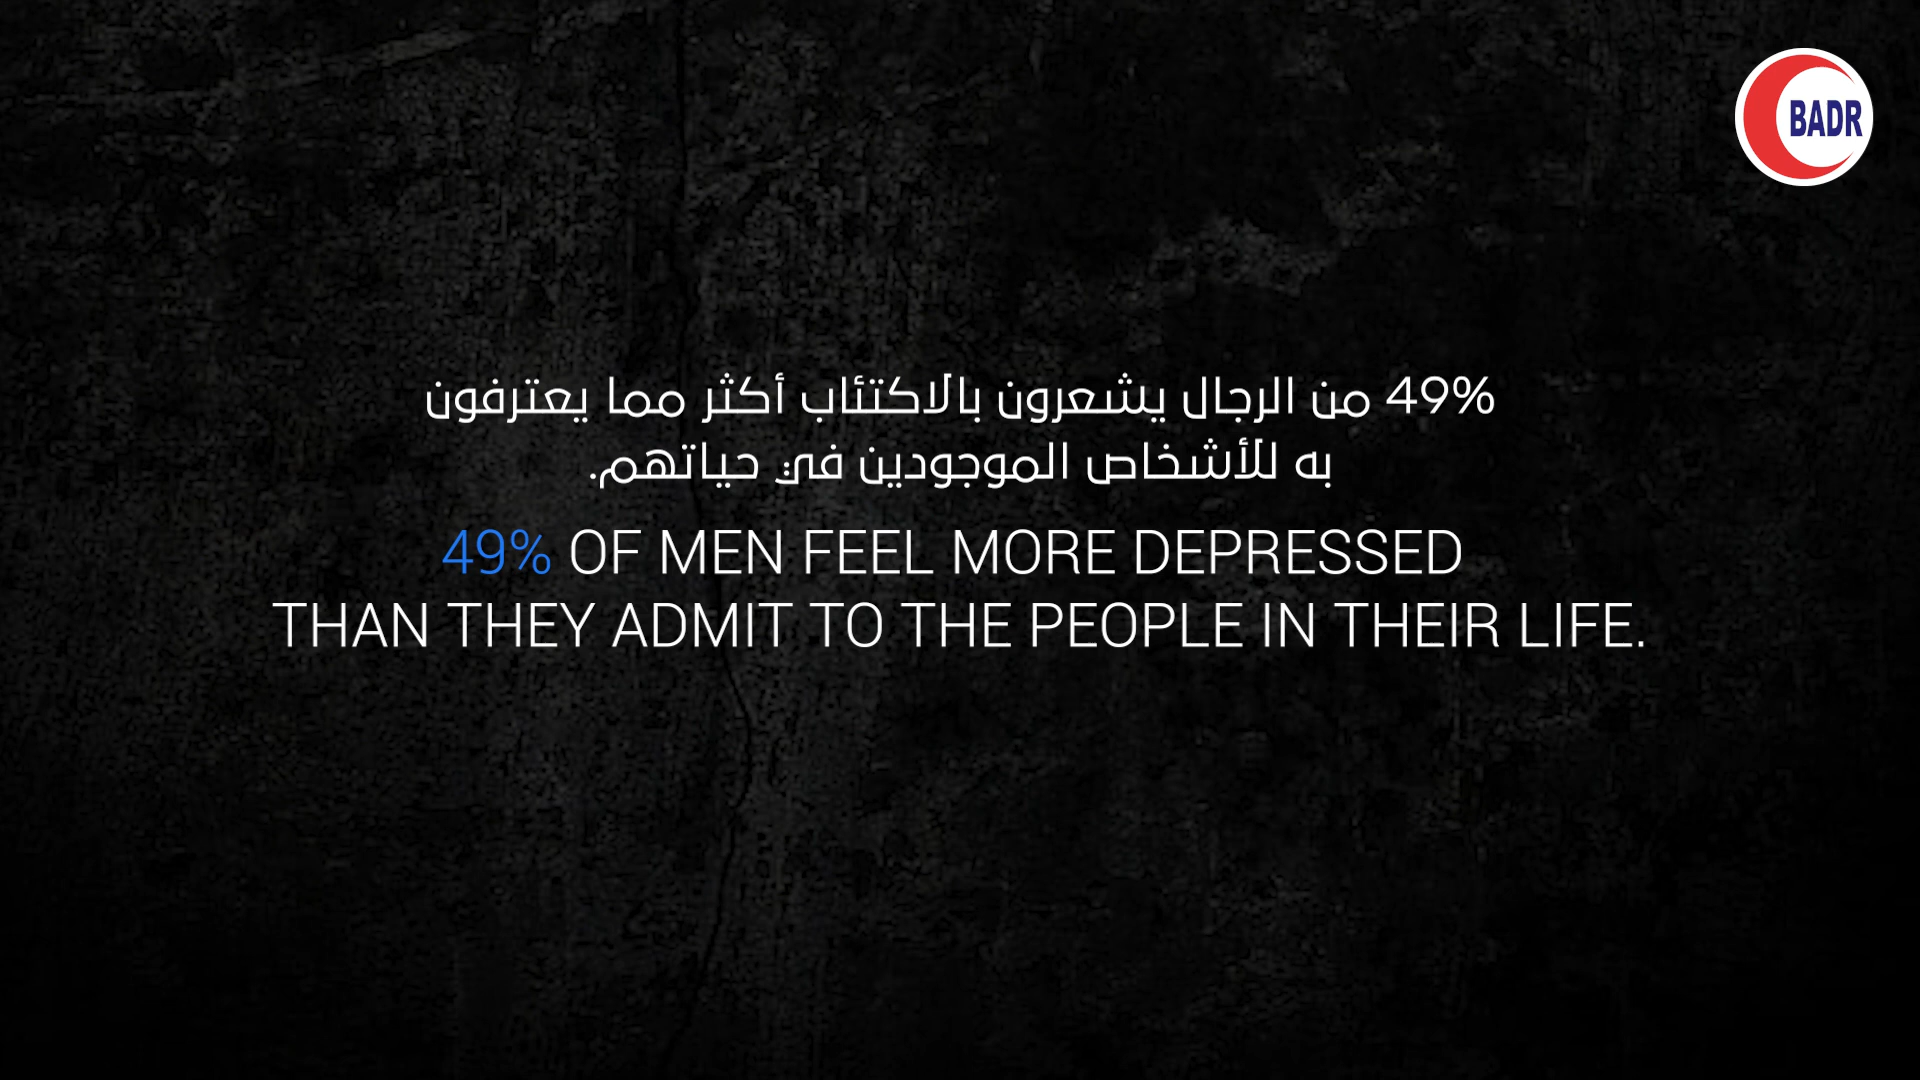 BADR
49% من الرجال يشعرون بالاكتئاب أكثر مما يعترفون
به للأشخاص الموجودين في حياتهم.
49% OF MEN FEEL MORE DEPRESSED
THAN THEY ADMIT TO THE PEOPLE IN THEIR LIFE.